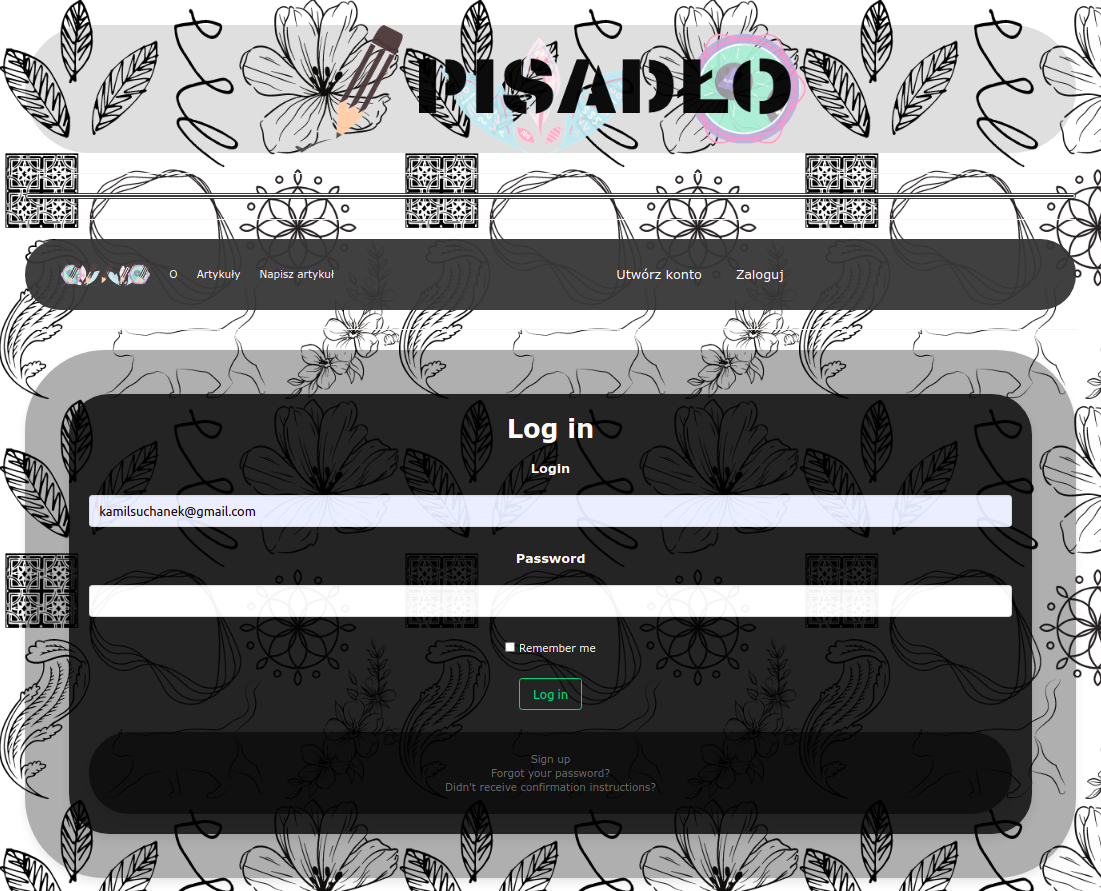 PISADŁO
O Artykuły Napisz artykuł Utwórz konto Zaloguj
Log in
Login
kamilsuchanek@gmail.com
Password
Remember me
Log in
Sign up
Forgot your password?
Didn't receive confirmation instructions?